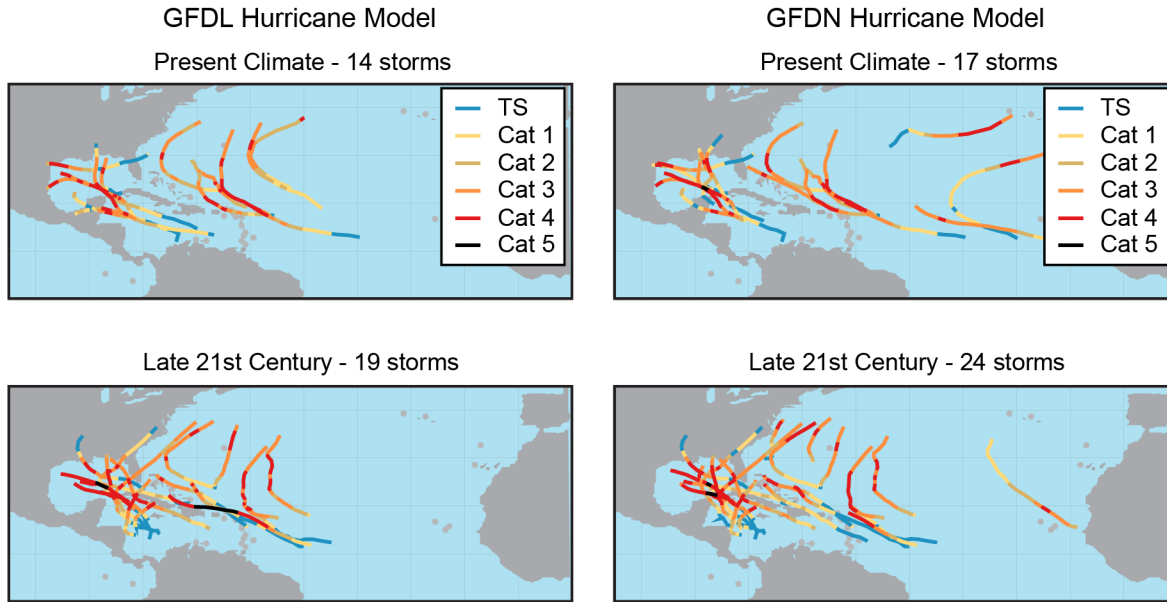 GFDL Hurricane Model
GFDN Hurricane Model
Present Climate - 14 storms
Present Climate - 17 storms
TS
Cat 1
Cat 2
Cat 3
Cat 4
Cat 5
TS
Cat 1
Cat 2
Cat 3
Cat 4
Cat 5
Late 21st Century - 19 storms
Late 21st Century - 24 storms